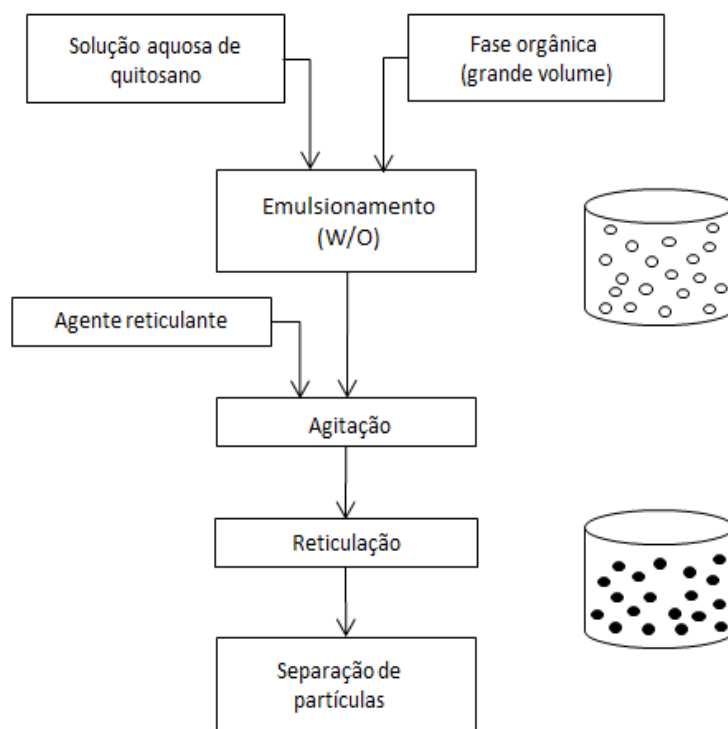 Solução aquosa de
quitosano
Fase orgânica
(grande volume)
Emulsionamento
(W/O)
Agente reticulante
Agitação
Reticulação
Separação de
partículas